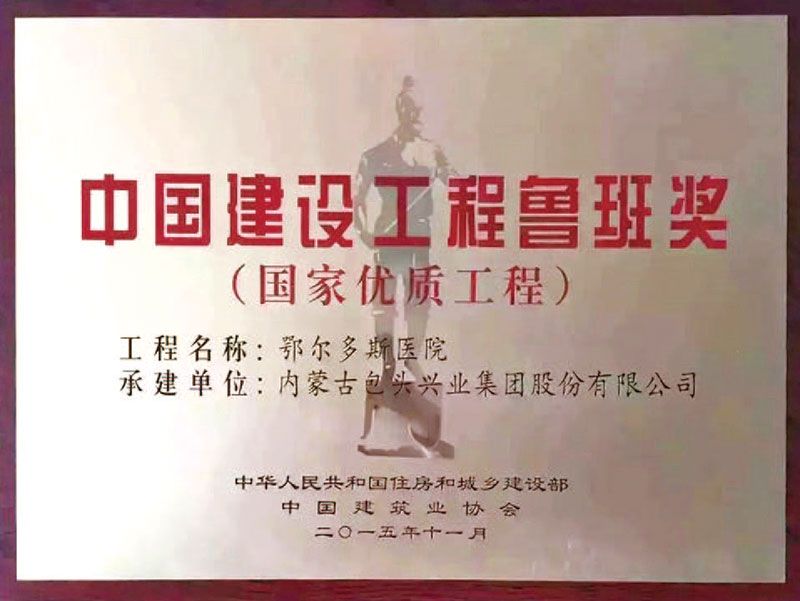 中国建设工程鲁班奖
（国家优质工程）
工程名称：鄂尔多斯医院
承建单位：内蒙古包头兴业集团股份有限公司
中华人民共和国住房和城乡建设部
中国建筑业协会
二〇一五年十一月